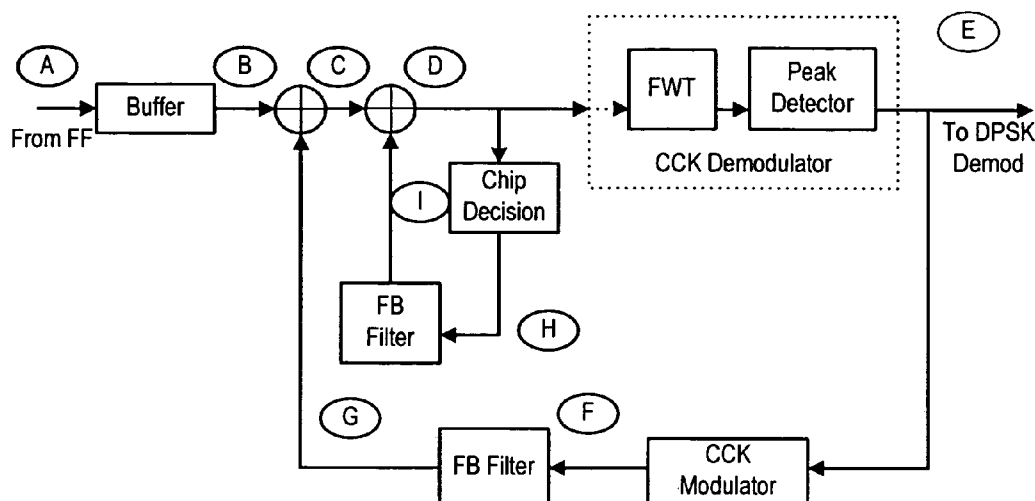 A
B
C
D
E
From FF
Buffer
FWT
Peak
Detector
CCK Demodulator
To DPSK
Demod
I
Chip
Decision
FB
Filter
H
G
F
FB Filter
CCK
Modulator